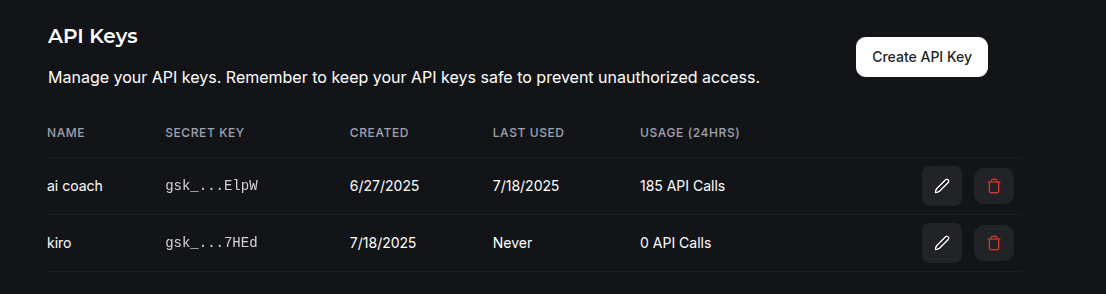 API Keys
Create API Key
Manage your API keys. Remember to keep your API keys safe to prevent unauthorized access.
NAME SECRET KEY CREATED LAST USED USAGE (24HRS)
ai coach gsk_...ElpW 6/27/2025 7/18/2025 185 API Calls
kiro gsk_...7HEd 7/18/2025 Never 0 API Calls